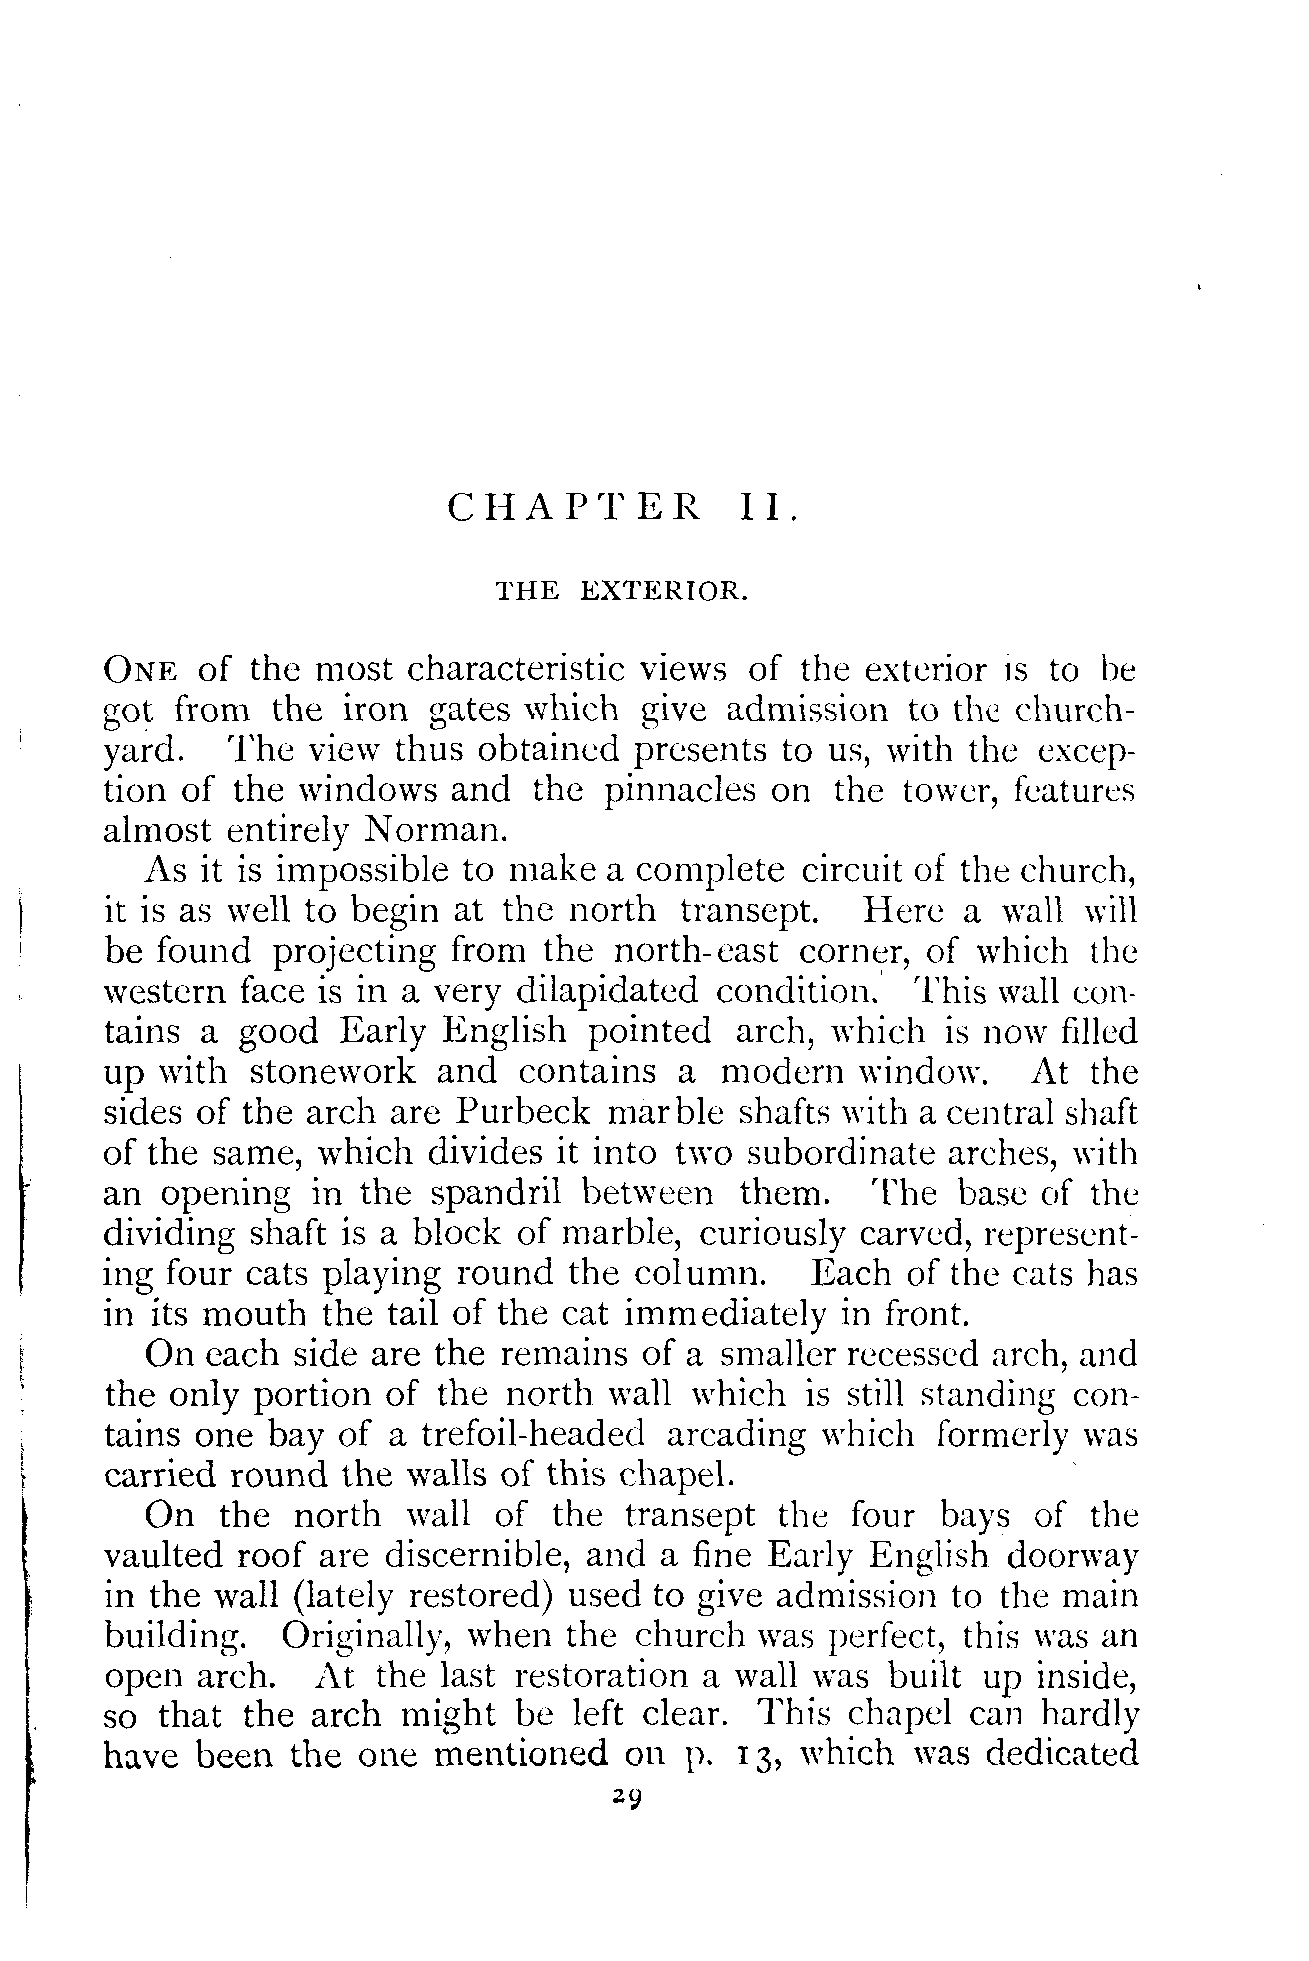 CHAPTER II.
THE EXTERIOR.
ONE of the most characteristic views of the exterior is to be
got from the iron gates which give admission to the church-
yard. The view thus obtained presents to us, with the excep-
tion of the windows and the pinnacles on the tower, features
almost entirely Norman.
As it is impossible to make a complete circuit of the church,
it is as well to begin at the north transept. Here a wall will
be found projecting from the north-east corner, of which the
western face is in a very dilapidated condition. This wall con-
tains a good Early English pointed arch, which is now filled
up with stonework and contains a modern window. At the
sides of the arch are Purbeck marble shafts with a central shaft
of the same, which divides it into two subordinate arches, with
an opening in the spandril between them. The base of the
dividing shaft is a block of marble, curiously carved, represent-
ing four cats playing round the column. Each of the cats has
in its mouth the tail of the cat immediately in front.
On each side are the remains of a smaller recessed arch, and
the only portion of the north wall which is still standing con-
tains one bay of a trefoil-headed arcading which formerly was
carried round the walls of this chapel.
On the north wall of the transept the four bays of the
vaulted roof are discernible, and a fine Early English doorway
in the wall (lately restored) used to give admission to the main
building. Originally, when the church was perfect, this was an
open arch. At the last restoration a wall was built up inside,
so that the arch might be left clear. This chapel can hardly
have been the one mentioned on p. 13, which was dedicated
29